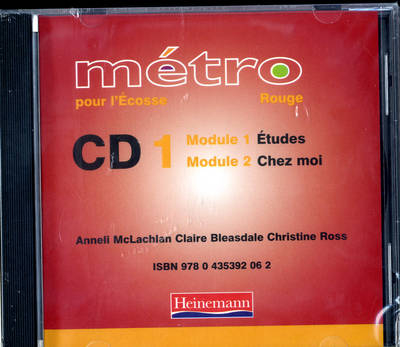 métro
pour l'Écosse Rouge
CD 1
Module 1 Études
Module 2 Chez moi
Anneli McLachlan Claire Bleasdale Christine Ross
ISBN 978 0 435392 06 2
Heinemann